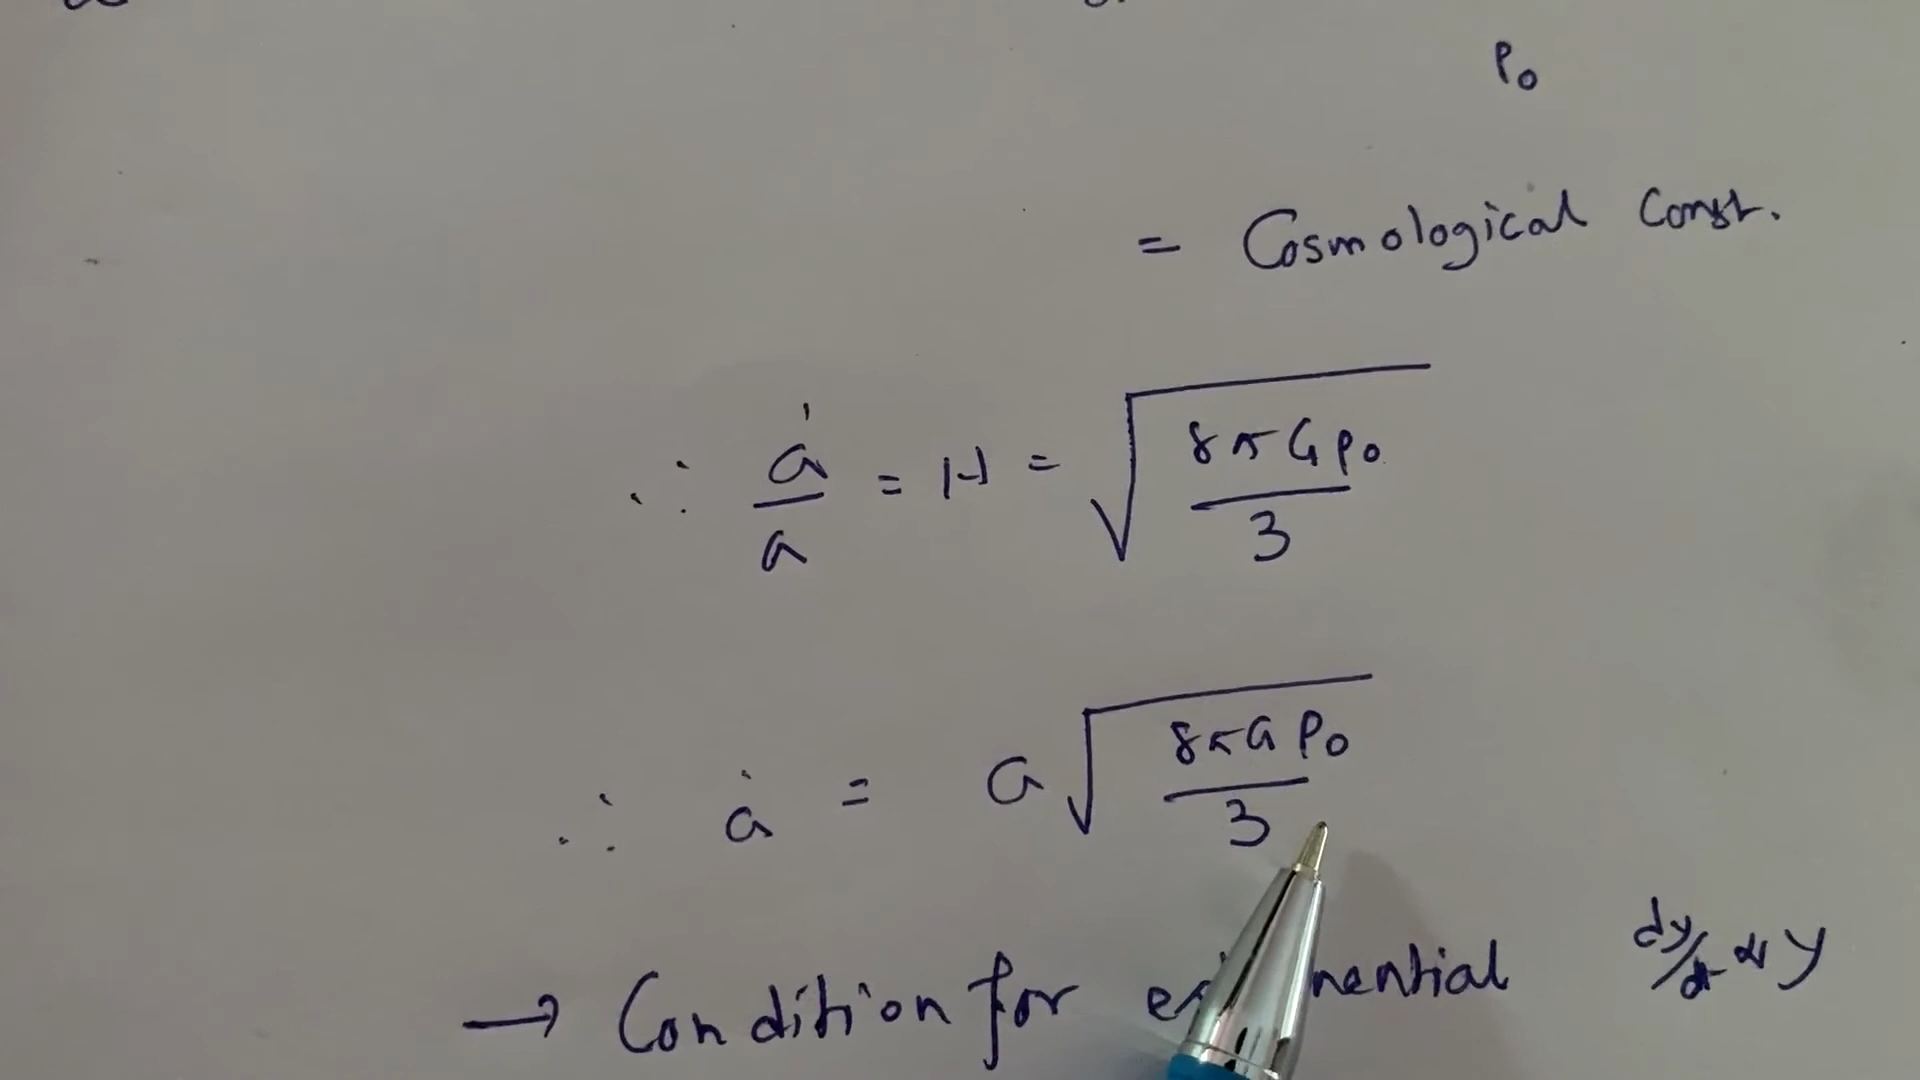 ρ₀
= Cosmological Const.
∴ ȧ/a = H = √(8πGρ₀/3)
∴ ȧ = a√(8πGρ₀/3)
→ Condition for nential dy/dt α y